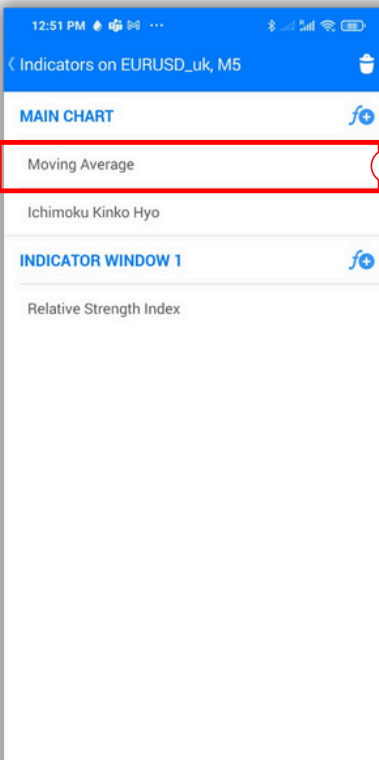 12:51 PM
Indicators on EURUSD_uk, M5
MAIN CHART
Moving Average
Ichimoku Kinko Hyo
INDICATOR WINDOW 1
Relative Strength Index